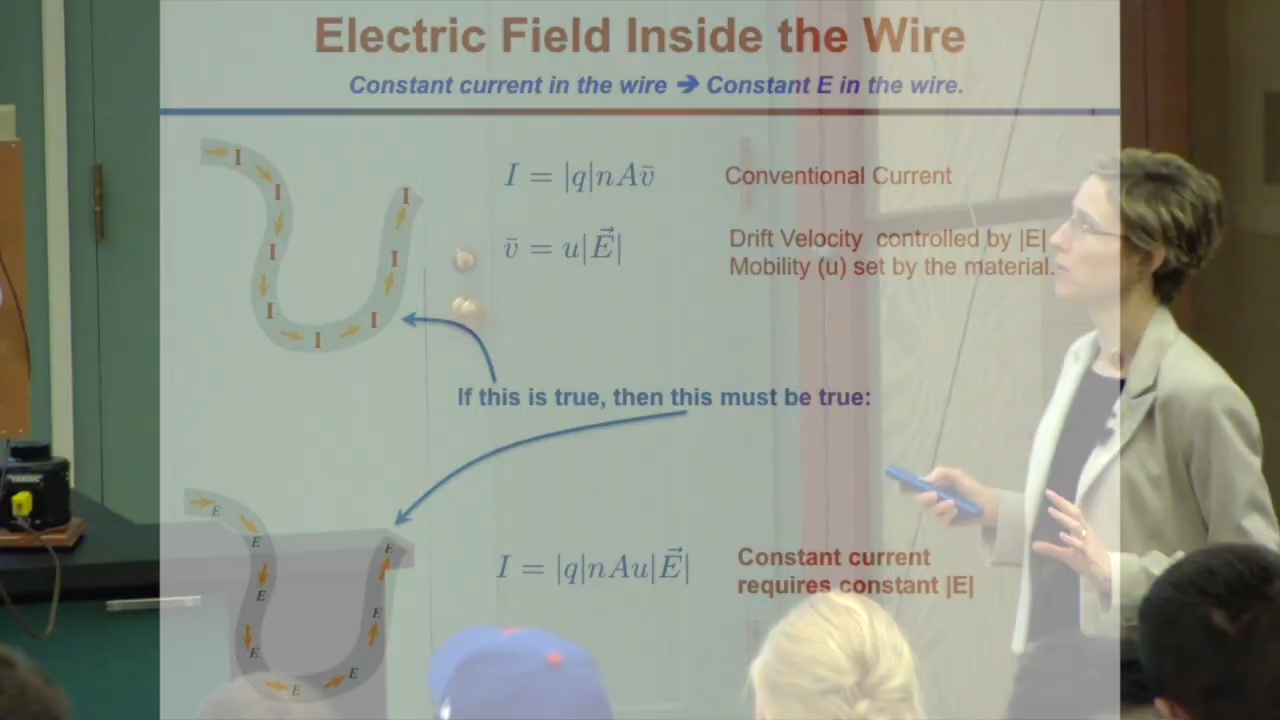 Electric Field Inside the Wire
Constant current in the wire ➔ Constant E in the wire.
I
I
I
I
I
I
I
I
I = |q|nAv̄
Conventional Current
v̄ = u|E⃗|
Drift Velocity controlled by |E|
Mobility (u) set by the material.
If this is true, then this must be true:
E
E
E
E
E
E
E
E
I = |q|nAu|E⃗|
Constant current
requires constant |E|